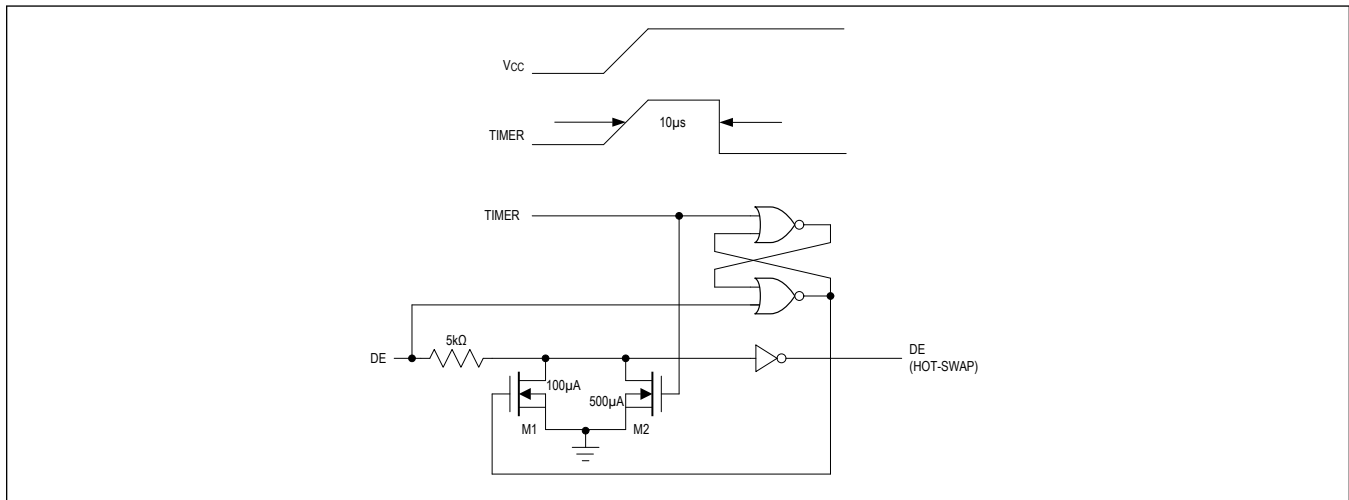 VCC
TIMER
10µs
TIMER
5kΩ
DE
DE
(HOT-SWAP)
100µA
500µA
M1
M2